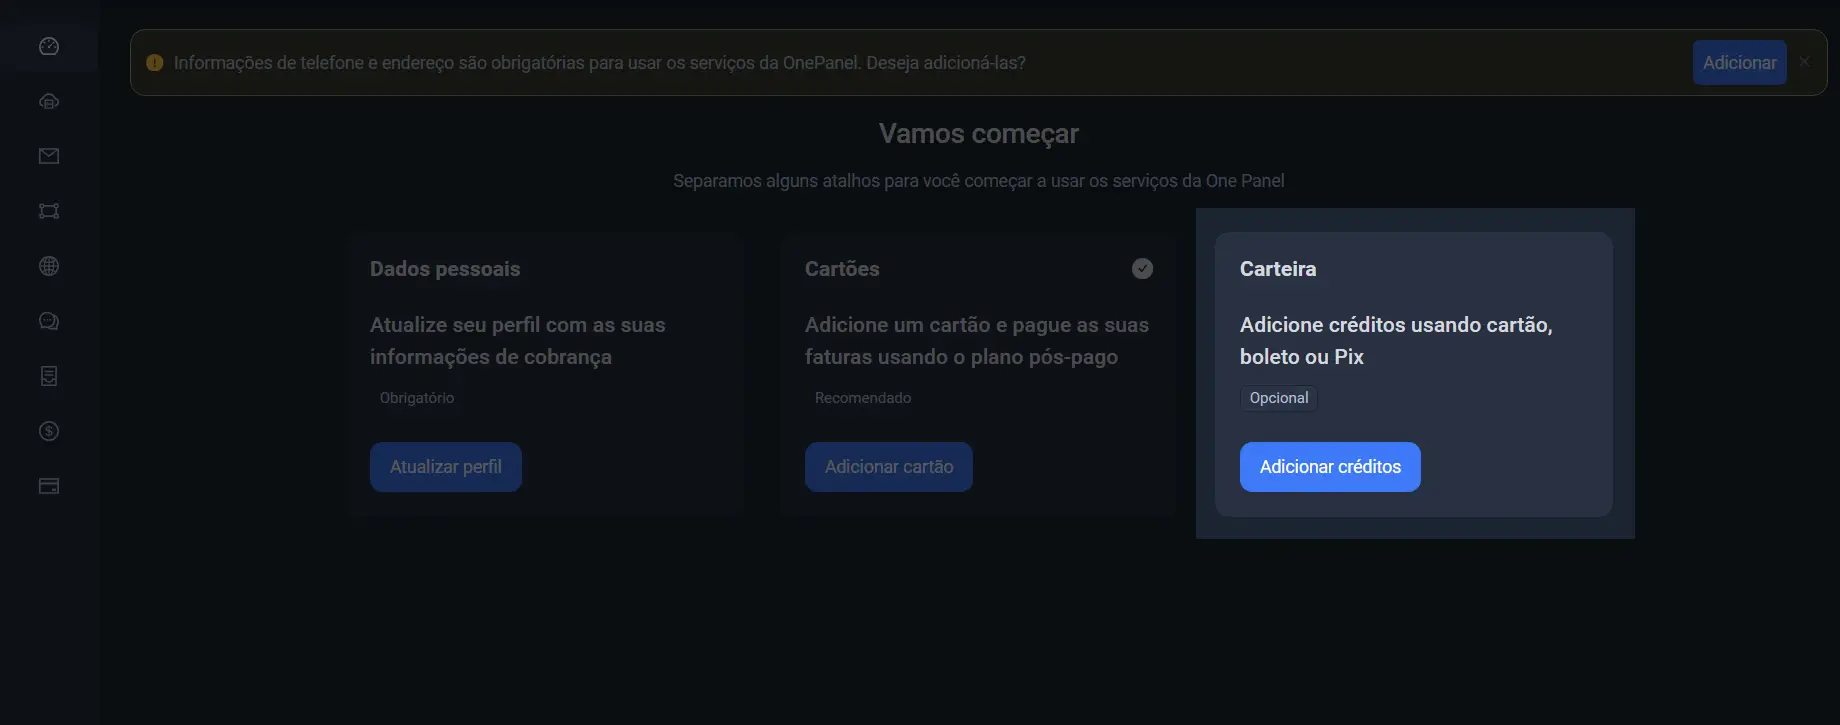 Informações de telefone e endereço são obrigatórias para usar os serviços da OnePanel. Deseja adicioná-las?
Adicionar
Vamos começar
Separamos alguns atalhos para você começar a usar os serviços da One Panel
Dados pessoais
Atualize seu perfil com as suas
informações de cobrança
Obrigatório
Atualizar perfil
Cartões
Adicione um cartão e pague as suas
faturas usando o plano pós-pago
Recomendado
Adicionar cartão
Carteira
Adicione créditos usando cartão,
boleto ou Pix
Opcional
Adicionar créditos